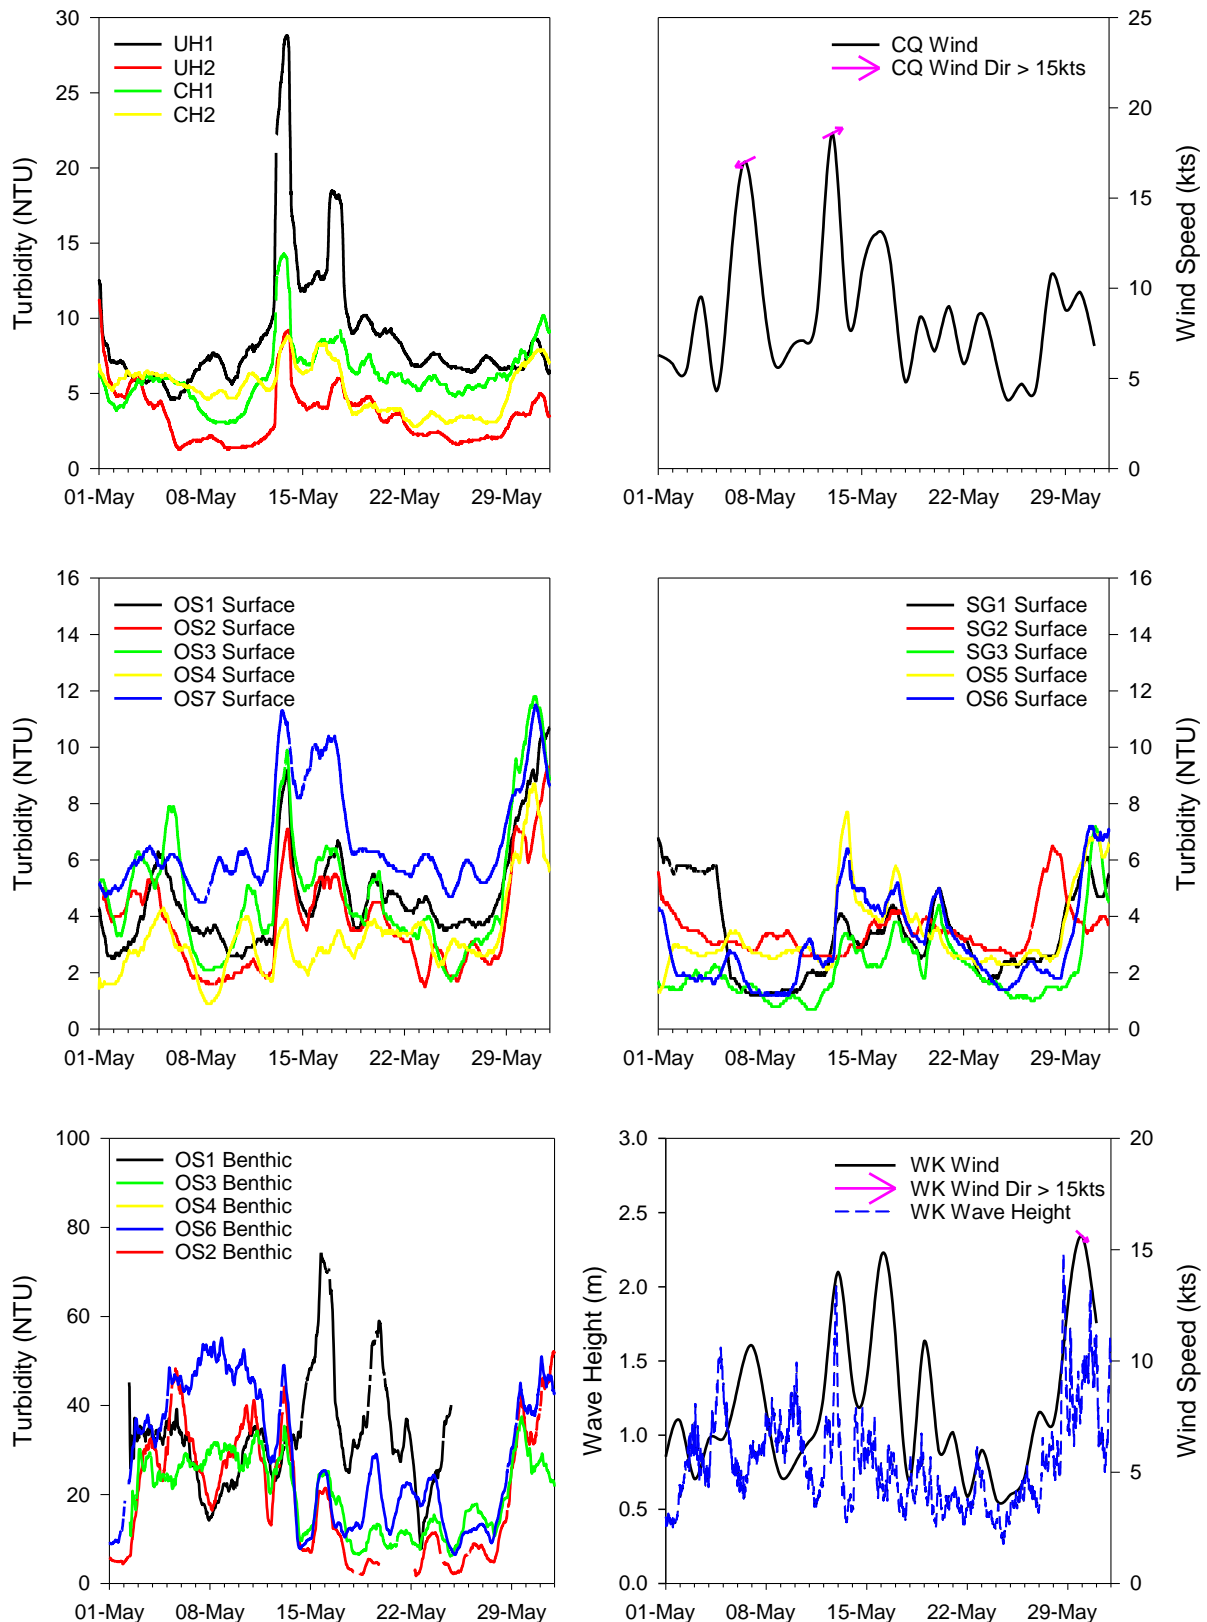 Turbidity (NTU)
30
25
20
15
10
5
0
UH1
UH2
CH1
CH2
01-May
08-May
15-May
22-May
29-May
CQ Wind
CQ Wind Dir > 15kts
25
20
15
10
5
0
Wind Speed (kts)
01-May
08-May
15-May
22-May
29-May
Turbidity (NTU)
16
14
12
10
8
6
4
2
0
OS1 Surface
OS2 Surface
OS3 Surface
OS4 Surface
OS7 Surface
01-May
08-May
15-May
22-May
29-May
SG1 Surface
SG2 Surface
SG3 Surface
OS5 Surface
OS6 Surface
16
14
12
10
8
6
4
2
0
Turbidity (NTU)
01-May
08-May
15-May
22-May
29-May
Turbidity (NTU)
100
80
60
40
20
0
OS1 Benthic
OS3 Benthic
OS4 Benthic
OS6 Benthic
OS2 Benthic
01-May
08-May
15-May
22-May
29-May
Wave Height (m)
3.0
2.5
2.0
1.5
1.0
0.5
0.0
WK Wind
WK Wind Dir > 15kts
WK Wave Height
20
15
10
5
0
Wind Speed (kts)
01-May
08-May
15-May
22-May
29-May